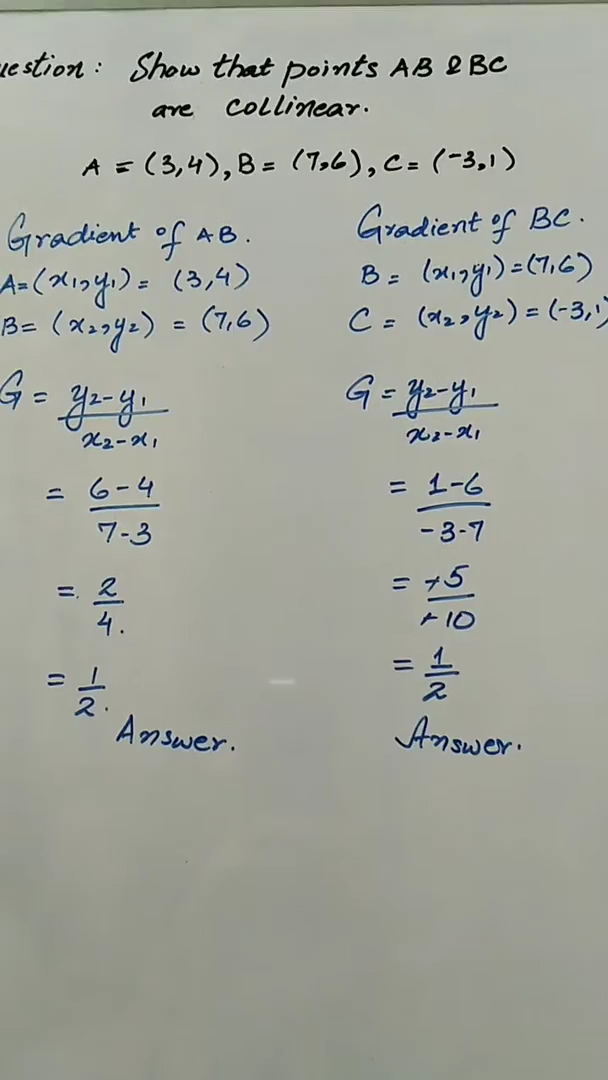 uestion: Show that points AB & BC
are collinear.
A = (3,4), B = (7,6), C = (-3,1)
Gradient of AB.
A = (x₁,y₁) = (3,4)
B = (x₂,y₂) = (7,6)
G = y₂-y₁
x₂-x₁
= 6-4
7-3
= 2
4.
= 1
2.
Answer.
Gradient of BC.
B = (x₁,y₁) = (7,6)
C = (x₂,y₂) = (-3,1)
G = y₂-y₁
x₂-x₁
= 1-6
-3-7
= -5
-10
= 1
2
Answer.